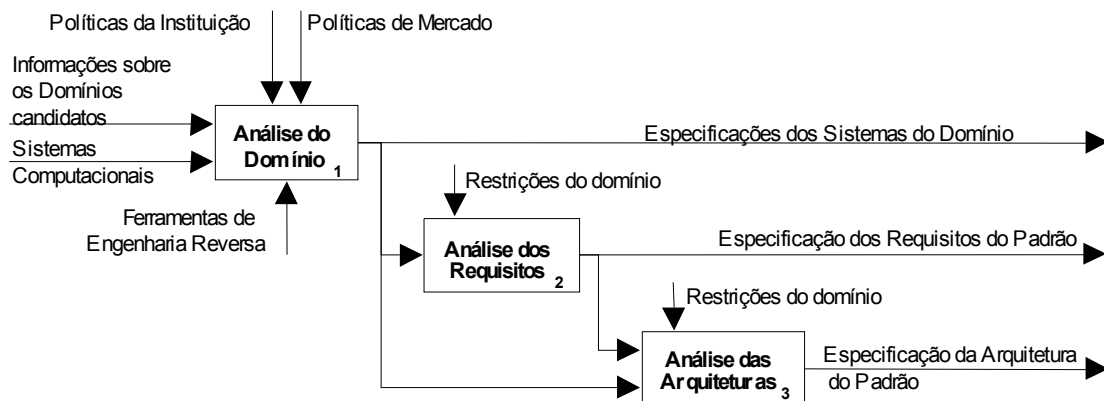 Políticas da Instituição
Políticas de Mercado
Informações sobre
os Domínios
candidatos
Sistemas
Computacionais
Análise do
Domínio 1
Especificações dos Sistemas do Domínio
Ferramentas de
Engenharia Reversa
Restrições do domínio
Análise dos
Requisitos 2
Especificação dos Requisitos do Padrão
Restrições do domínio
Análise das
Arquiteturas 3
Especificação da Arquitetura
do Padrão